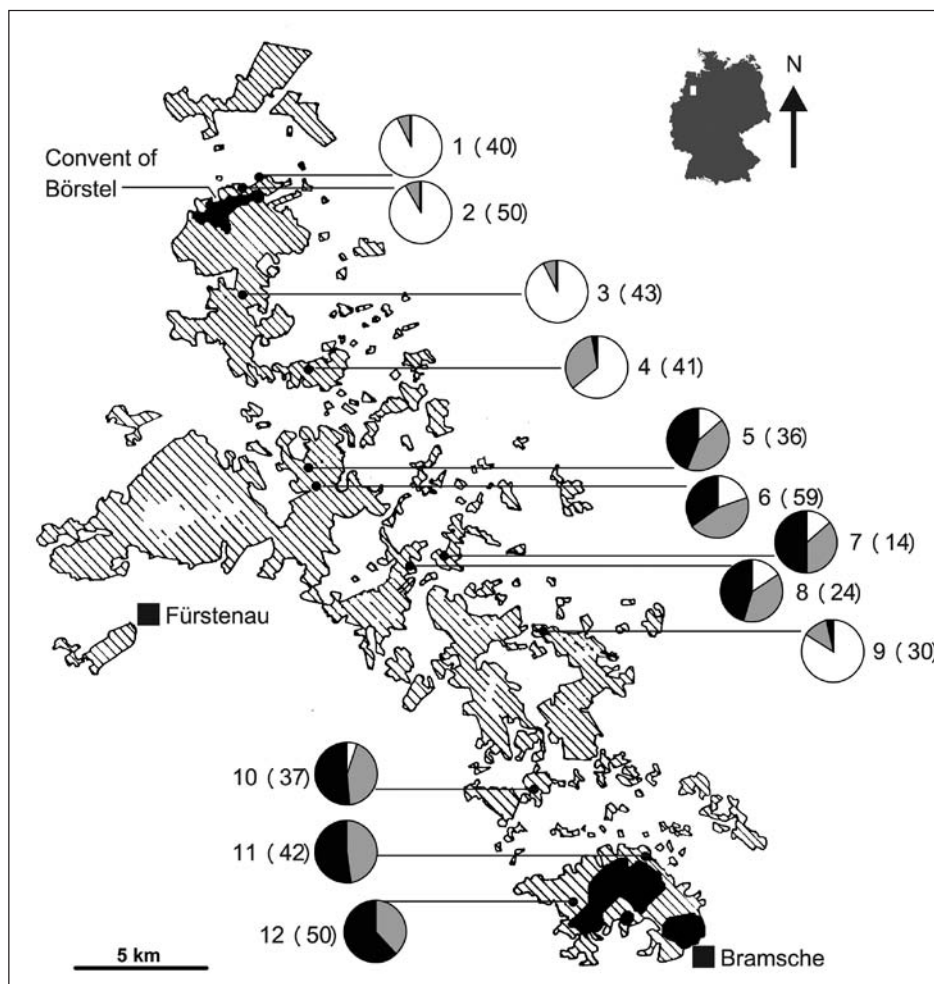 N
Convent of
Börstel
1 (40)
2 (50)
3 (43)
4 (41)
5 (36)
6 (59)
7 (14)
8 (24)
Fürstenau
9 (30)
10 (37)
11 (42)
12 (50)
5 km
Bramsche